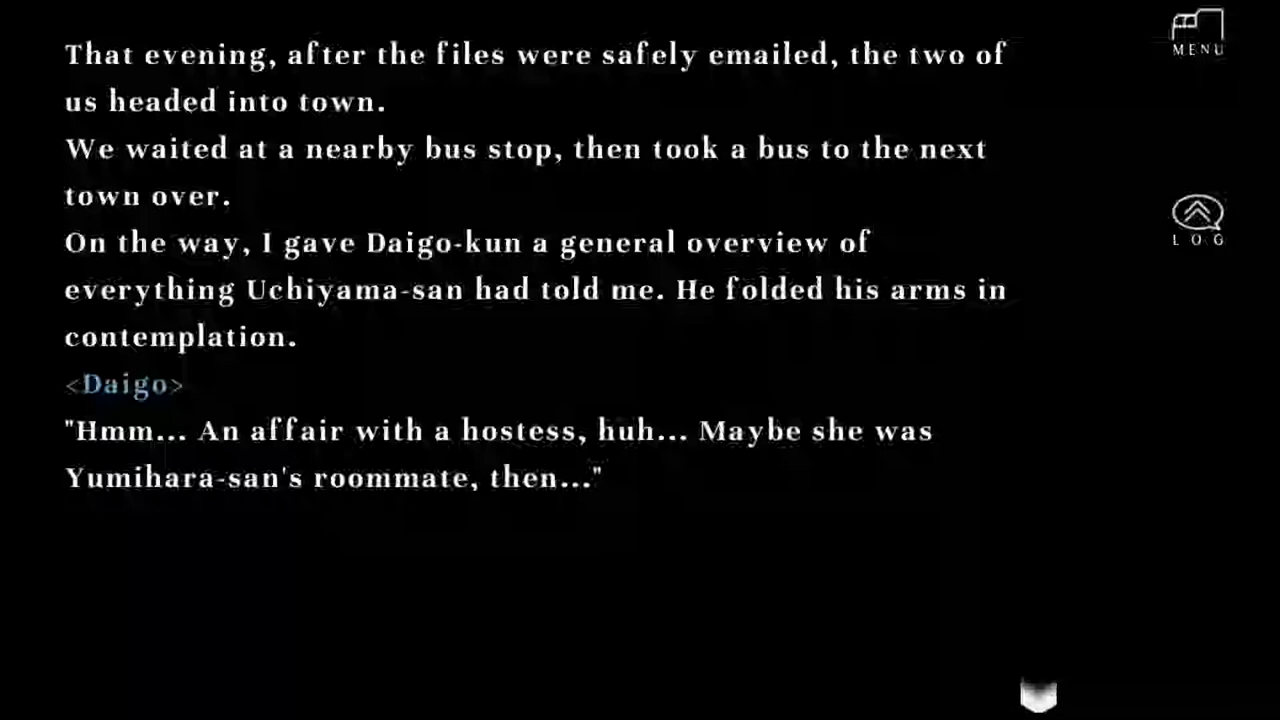 That evening, after the files were safely emailed, the two of
us headed into town.
We waited at a nearby bus stop, then took a bus to the next
town over.
On the way, I gave Daigo-kun a general overview of
everything Uchiyama-san had told me. He folded his arms in
contemplation.
<Daigo>
"Hmm... An affair with a hostess, huh... Maybe she was
Yumihara-san's roommate, then..."
MENU
LOG